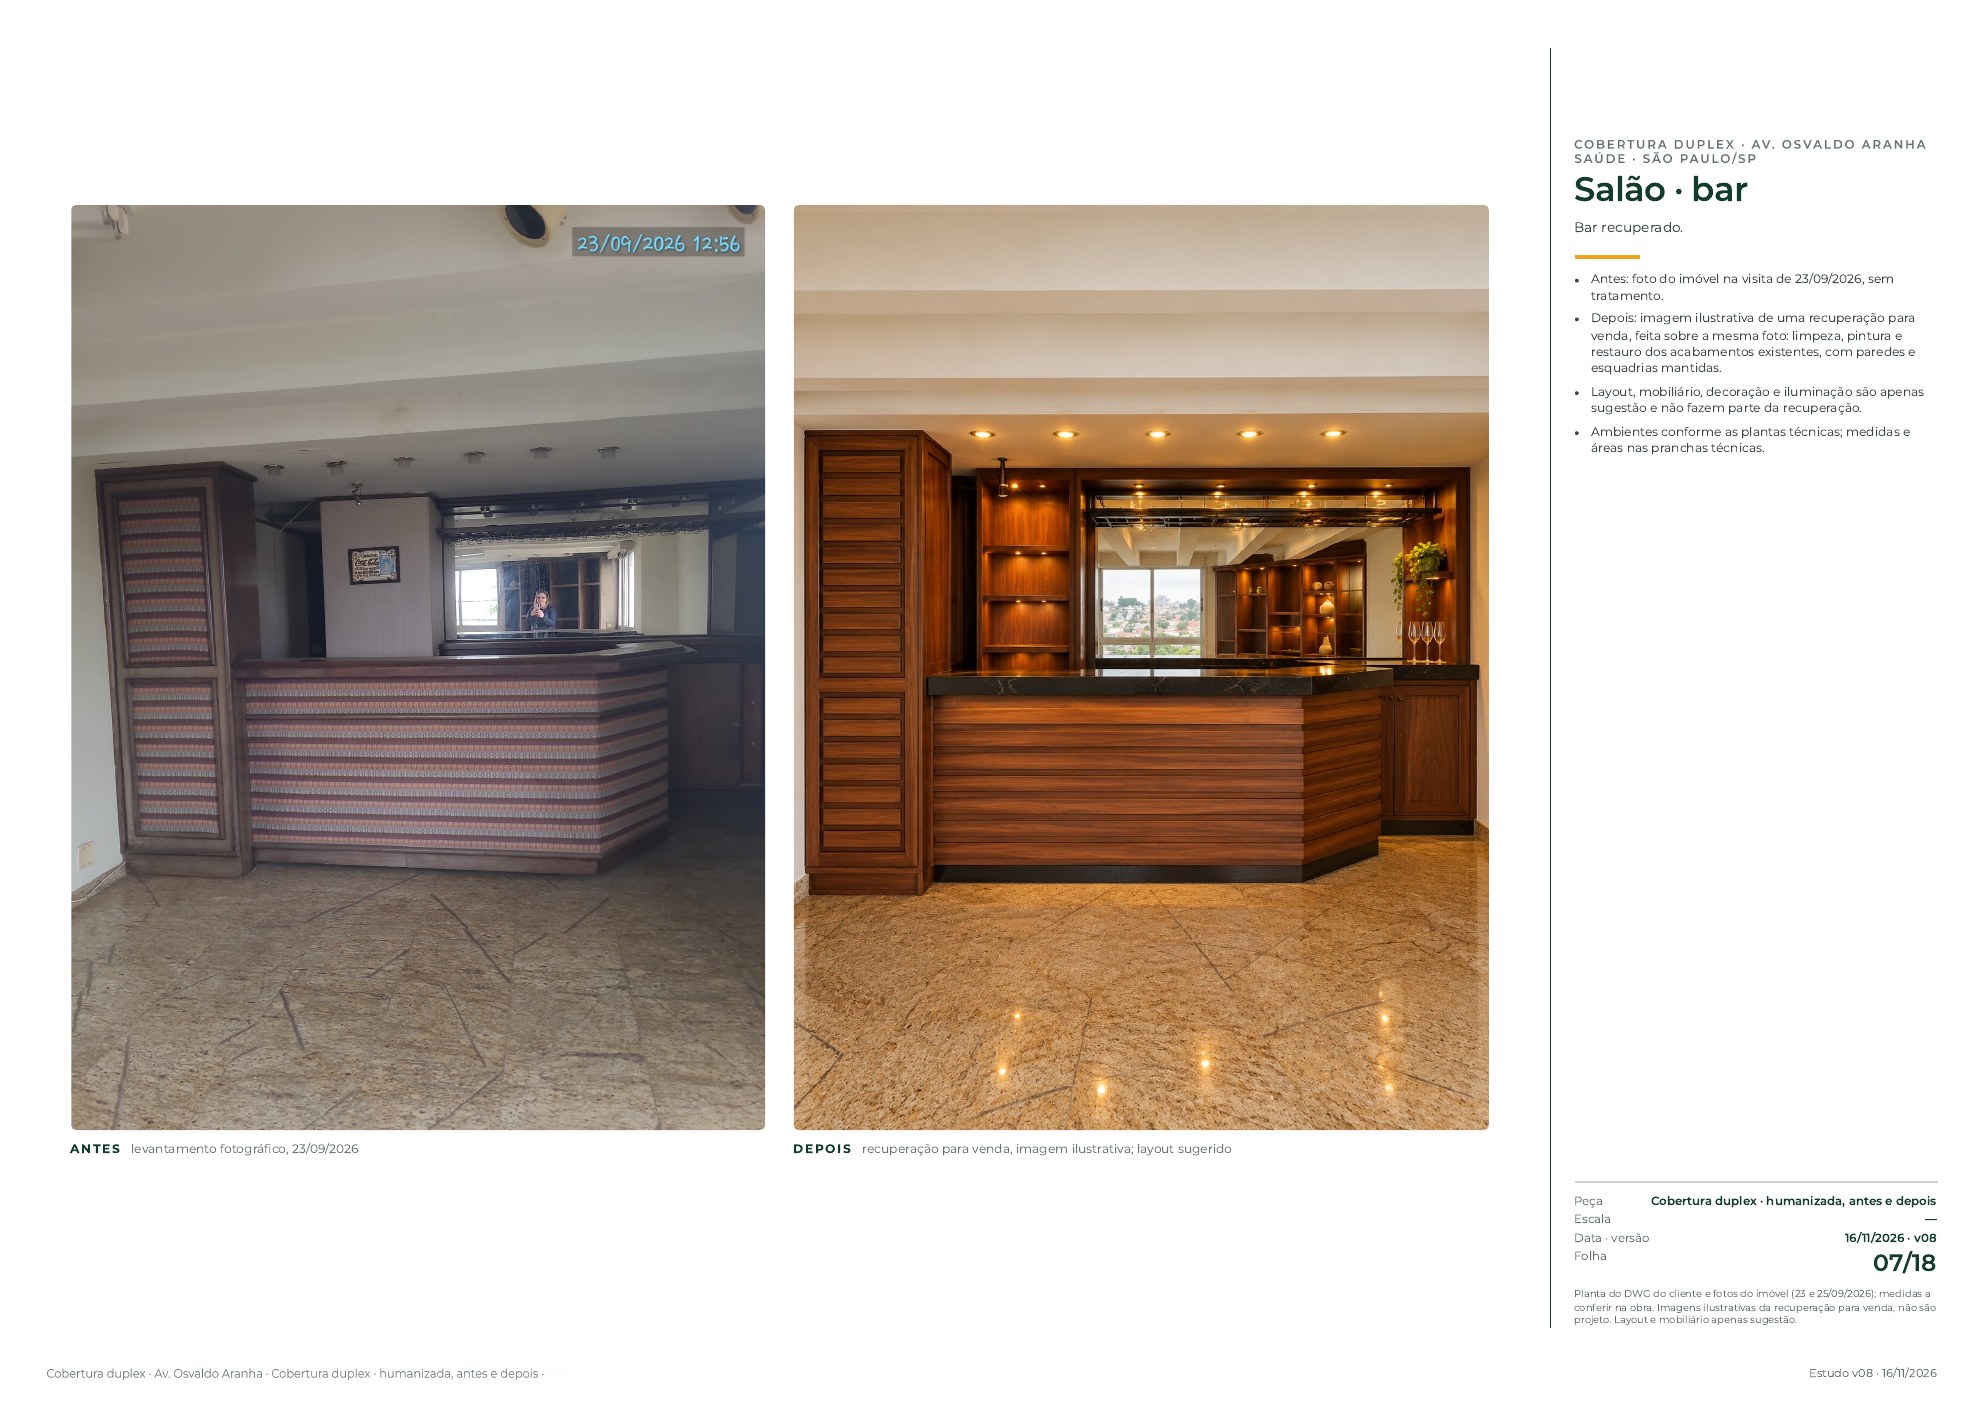 COBERTURA DUPLEX · AV. OSVALDO ARANHA
SAÚDE · SÃO PAULO/SP
Salão · bar
Bar recuperado.
• Antes: foto do imóvel na visita de 23/09/2026, sem
tratamento.
• Depois: imagem ilustrativa de uma recuperação para
venda, feita sobre a mesma foto: limpeza, pintura e
restauro dos acabamentos existentes, com paredes e
esquadrias mantidas.
• Layout, mobiliário, decoração e iluminação são apenas
sugestão e não fazem parte da recuperação.
• Ambientes conforme as plantas técnicas; medidas e
áreas nas pranchas técnicas.
23/09/2026 12:56
ANTES levantamento fotográfico, 23/09/2026
DEPOIS recuperação para venda, imagem ilustrativa; layout sugerido
Peça Cobertura duplex · humanizada, antes e depois
Escala —
Data · versão 16/11/2026 · v08
Folha 07/18
Planta do DWG do cliente e fotos do imóvel (23 e 25/09/2026); medidas a
conferir na obra. Imagens ilustrativas da recuperação para venda, não são
projeto. Layout e mobiliário apenas sugestão.
Cobertura duplex · Av. Osvaldo Aranha · Cobertura duplex · humanizada, antes e depois ·
Estudo v08 · 16/11/2026